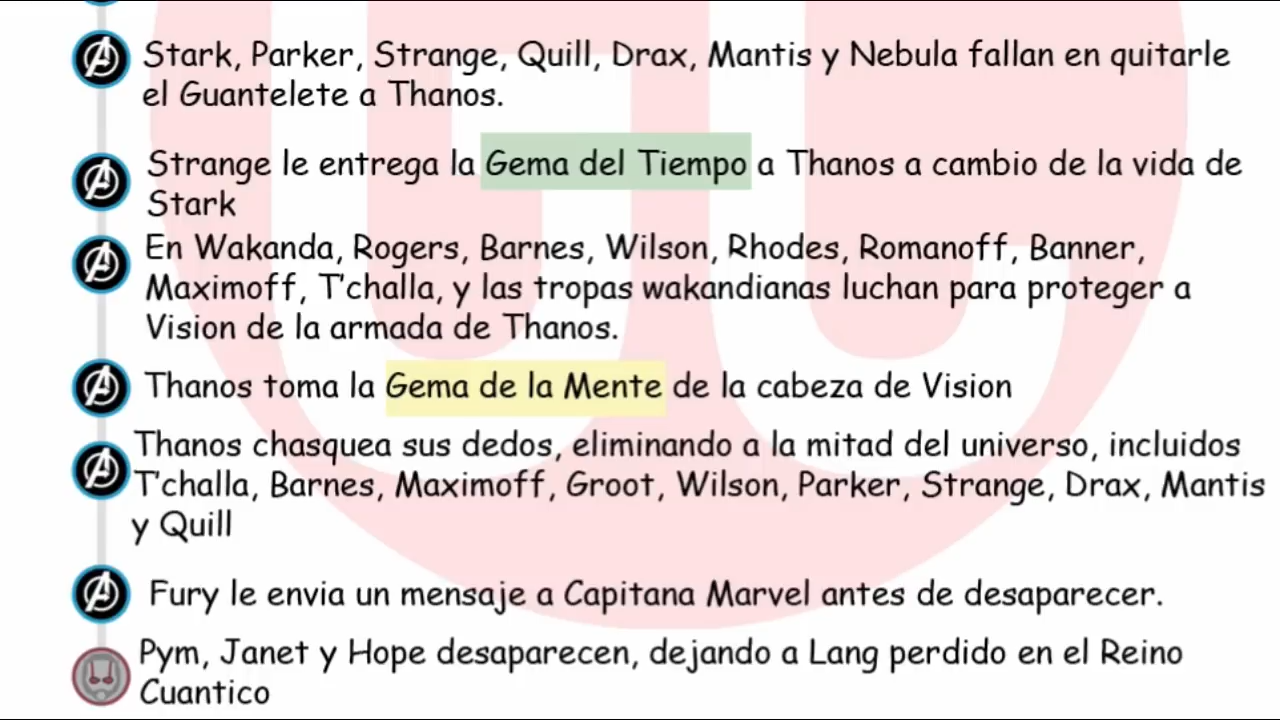 Stark, Parker, Strange, Quill, Drax, Mantis y Nebula fallan en quitarle
el Guantelete a Thanos.
Strange le entrega la Gema del Tiempo a Thanos a cambio de la vida de
Stark
En Wakanda, Rogers, Barnes, Wilson, Rhodes, Romanoff, Banner,
Maximoff, T'challa, y las tropas wakandianas luchan para proteger a
Vision de la armada de Thanos.
Thanos toma la Gema de la Mente de la cabeza de Vision
Thanos chasquea sus dedos, eliminando a la mitad del universo, incluidos
T'challa, Barnes, Maximoff, Groot, Wilson, Parker, Strange, Drax, Mantis
y Quill
Fury le envia un mensaje a Capitana Marvel antes de desaparecer.
Pym, Janet y Hope desaparecen, dejando a Lang perdido en el Reino
Cuantico